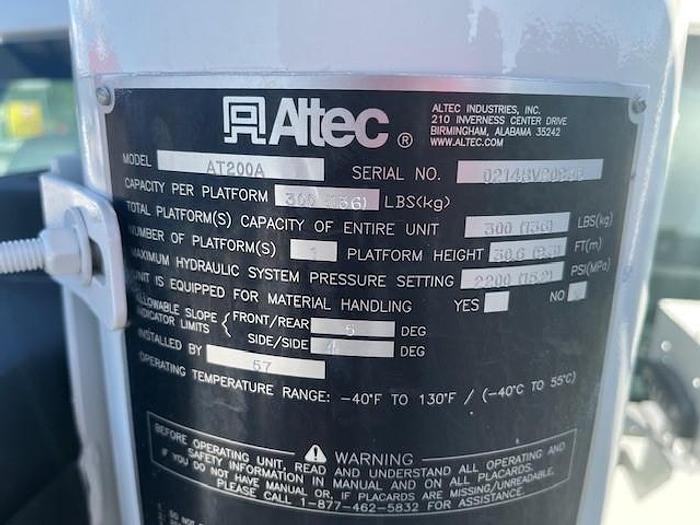 Altec ®
ALTEC INDUSTRIES, INC.
210 INVERNESS CENTER DRIVE
BIRMINGHAM, ALABAMA 35242
WWW.ALTEC.COM
MODEL AT200A SERIAL NO.
CAPACITY PER PLATFORM 300 (136) LBS(kg)
TOTAL PLATFORM(S) CAPACITY OF ENTIRE UNIT 300 (136) LBS(kg)
NUMBER OF PLATFORM(S) 1 PLATFORM HEIGHT FT(m)
MAXIMUM HYDRAULIC SYSTEM PRESSURE SETTING 2200 (15.2) PSI(MPa)
UNIT IS EQUIPPED FOR MATERIAL HANDLING YES NO
ALLOWABLE SLOPE INDICATOR LIMITS { FRONT/REAR 5 DEG
SIDE/SIDE DEG
INSTALLED BY 57
OPERATING TEMPERATURE RANGE: -40°F TO 130°F / (-40°C TO 55°C)
WARNING
BEFORE OPERATING UNIT, READ AND UNDERSTAND ALL OPERATING AND
SAFETY INFORMATION IN MANUAL AND ON ALL PLACARDS.
IF YOU DO NOT HAVE MANUAL, OR IF PLACARDS ARE MISSING/UNREADABLE,
PLEASE CALL 1-877-462-5832 FOR ASSISTANCE.